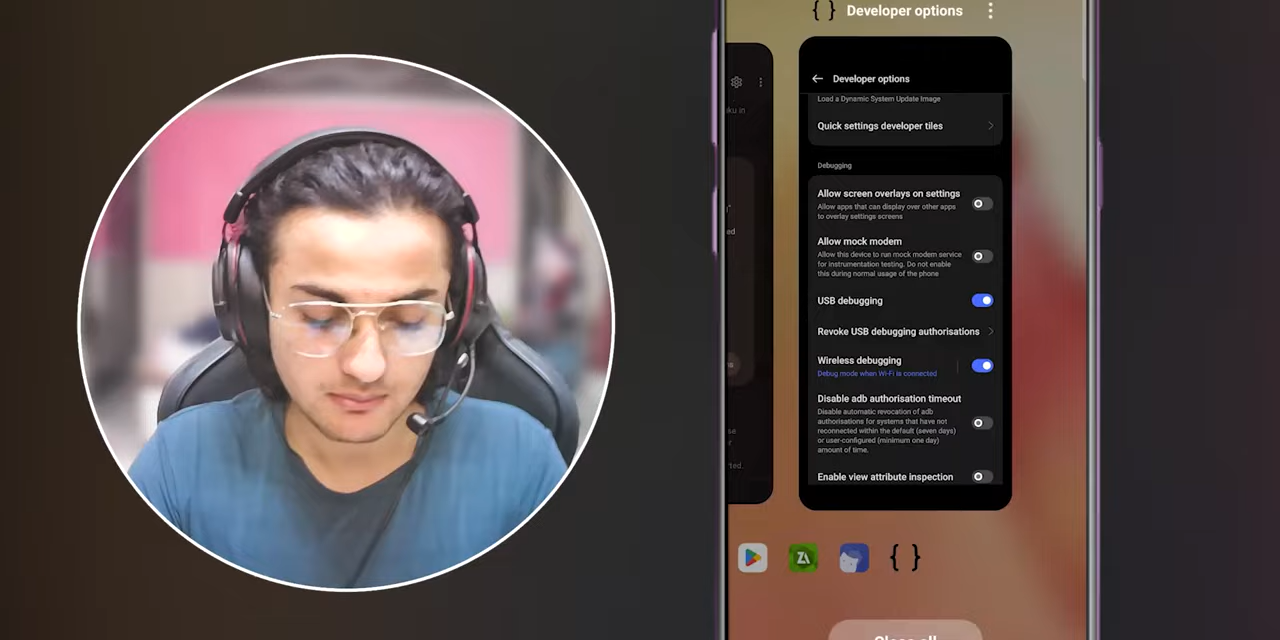 { } Developer options
Developer options
Load a Dynamic System Update Image
Quick settings developer tiles
Debugging
Allow screen overlays on settings
Allow apps that can display over other apps
to overlay settings screens
Allow mock modem
Allow this device to run mock modem service
for instrumentation testing. Do not enable
this during normal usage of the phone
USB debugging
Revoke USB debugging authorisations
Wireless debugging
Debug mode when Wi-Fi is connected
Disable adb authorisation timeout
Disable automatic revocation of adb
authorisations for systems that have not
reconnected within the default (seven days)
or user-configured (minimum one day)
amount of time.
Enable view attribute inspection
{ }
Close all